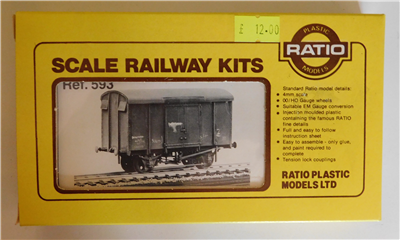 £ 12.00
PLASTIC
RATIO
MODELS
SCALE RAILWAY KITS
Ref. 593
Standard Ratio model details:
4mm scale
00/HO Gauge wheels
Suitable EM Gauge conversion
Injection moulded plastic
containing the famous RATIO
fine details
Full and easy to follow
instruction sheet
Easy to assemble - only glue,
and paint required to
complete
Tension lock couplings
RATIO PLASTIC
MODELS LTD